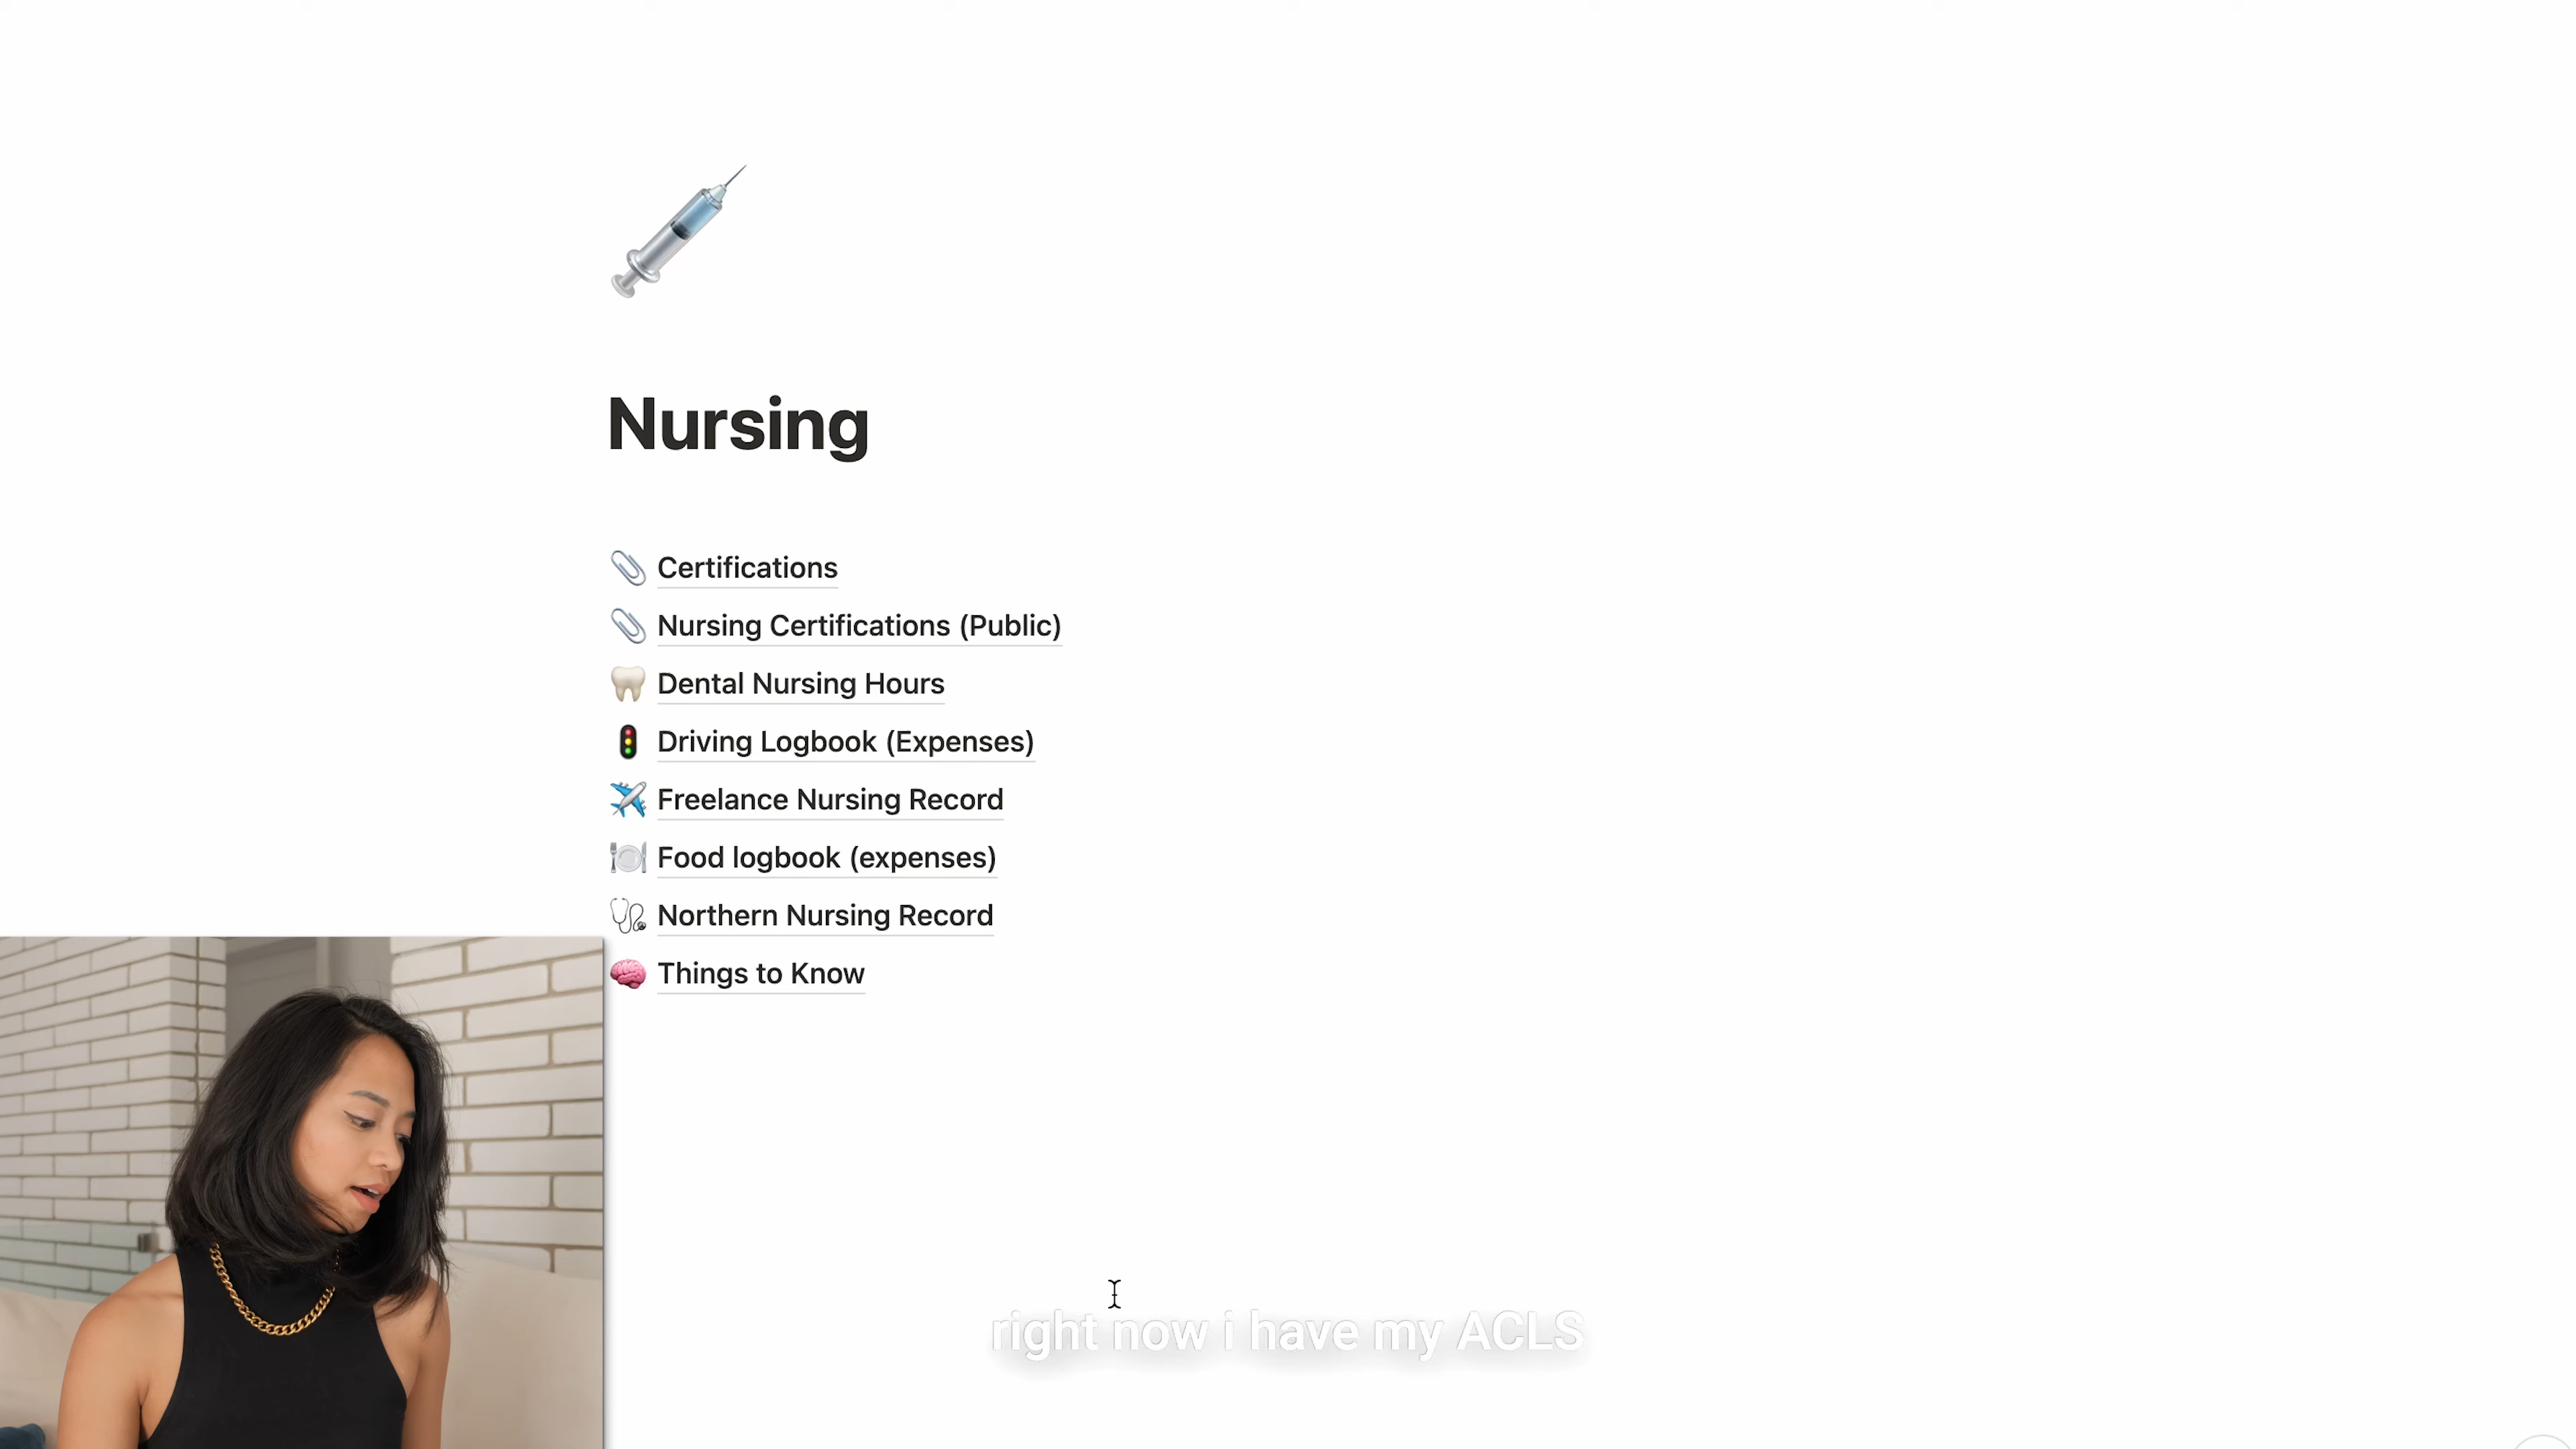 Nursing
Certifications
Nursing Certifications (Public)
Dental Nursing Hours
Driving Logbook (Expenses)
Freelance Nursing Record
Food logbook (expenses)
Northern Nursing Record
Things to Know
right now i have my ACLS